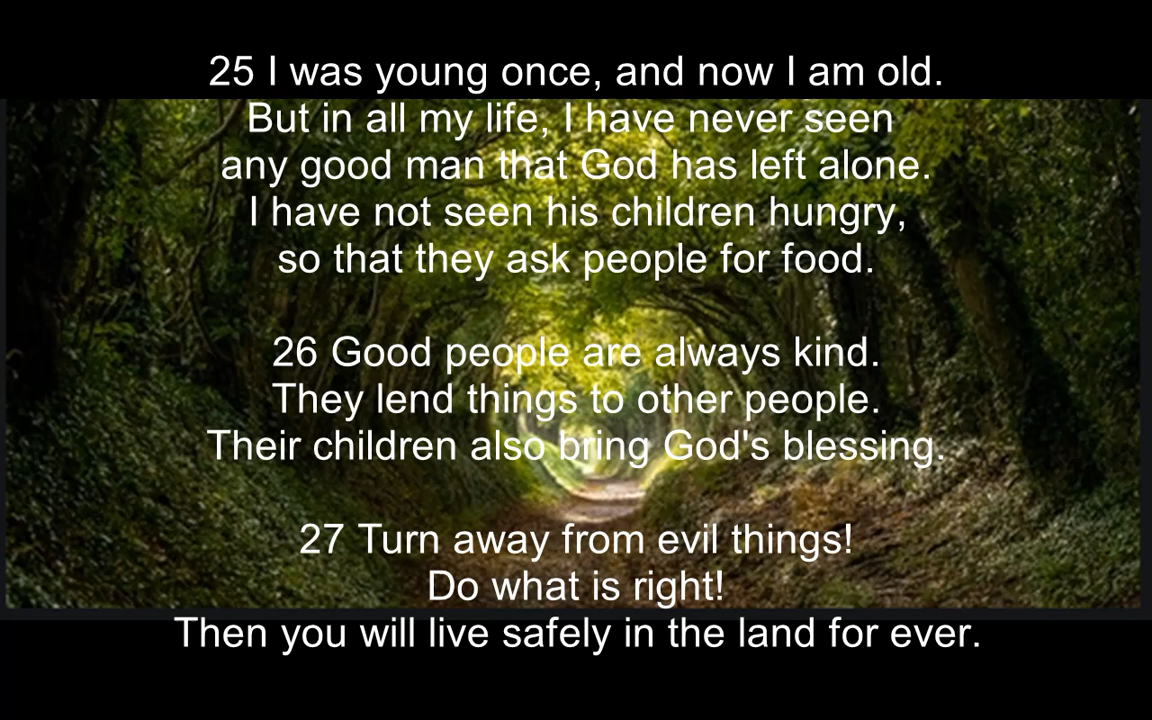 25 I was young once, and now I am old.
But in all my life, I have never seen
any good man that God has left alone.
I have not seen his children hungry,
so that they ask people for food.
26 Good people are always kind.
They lend things to other people.
Their children also bring God's blessing.
27 Turn away from evil things!
Do what is right!
Then you will live safely in the land for ever.